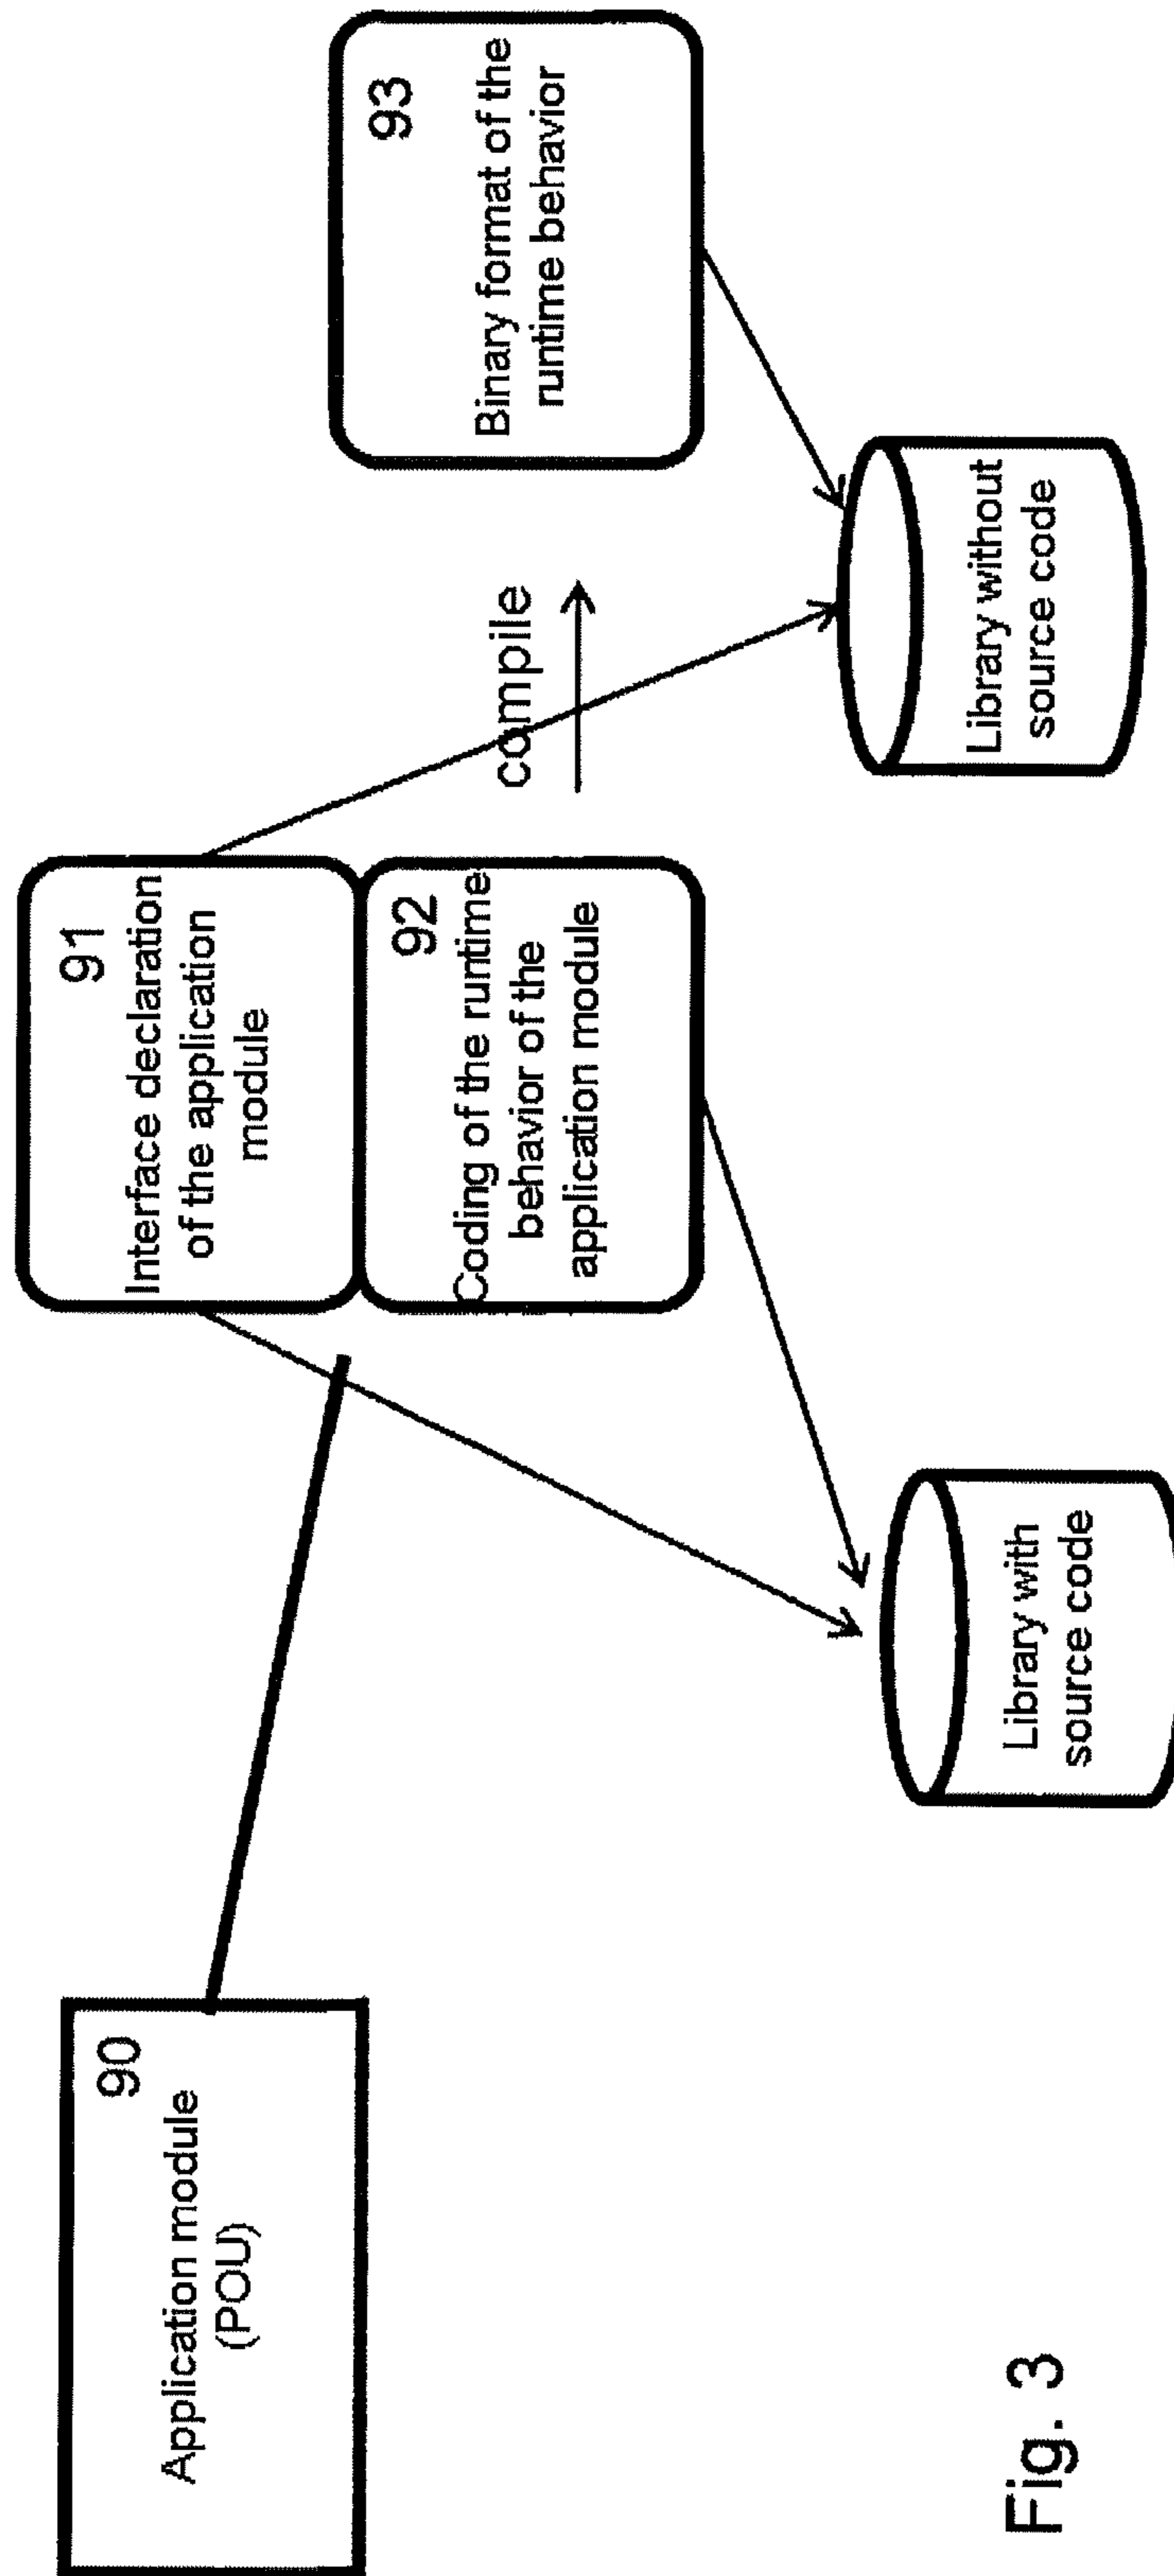 90
Application module
(POU)
91
Interface declaration
of the application
module
92
Coding of the runtime
behavior of the
application module
compile
93
Binary format of the
runtime behavior
Library with
source code
Library without
source code
Fig. 3